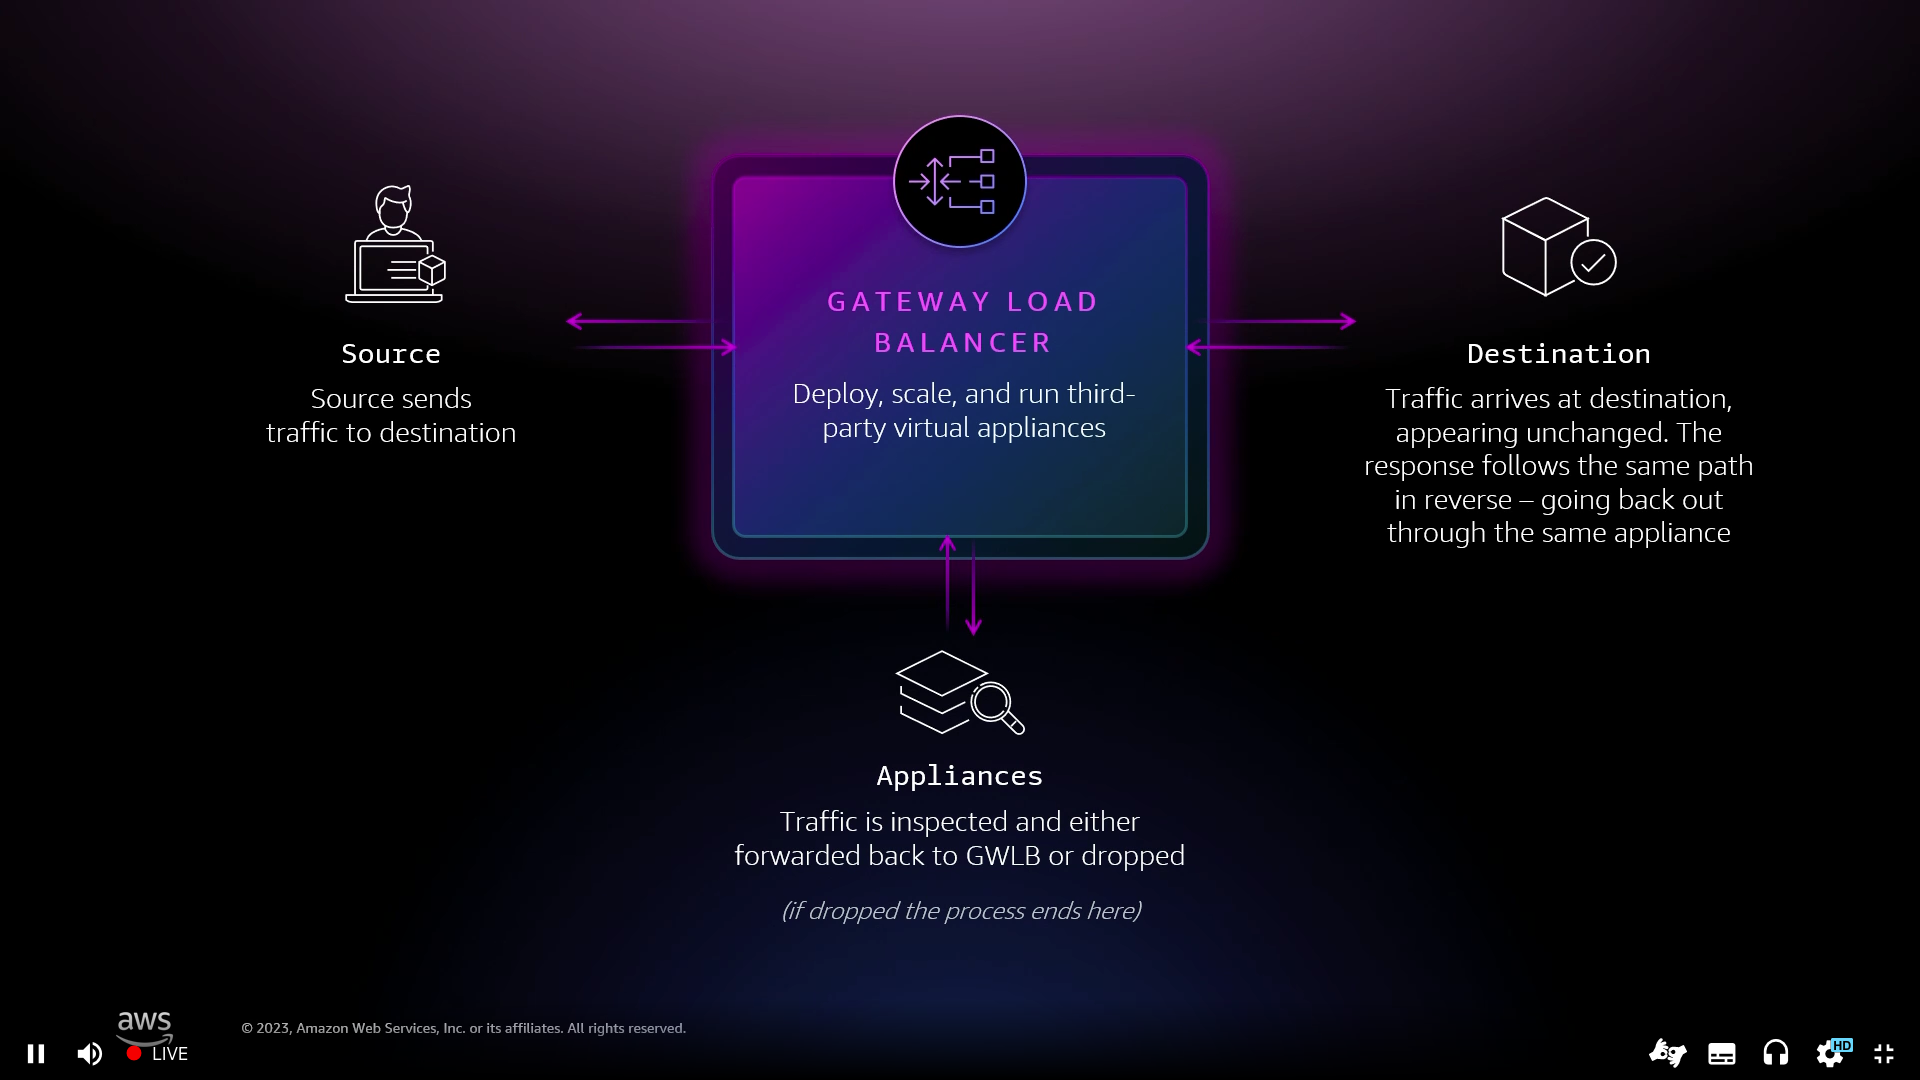 GATEWAY LOAD
BALANCER
Deploy, scale, and run third-
party virtual appliances
Source
Source sends
traffic to destination
Destination
Traffic arrives at destination,
appearing unchanged. The
response follows the same path
in reverse – going back out
through the same appliance
Appliances
Traffic is inspected and either
forwarded back to GWLB or dropped
(if dropped the process ends here)
aws
© 2023, Amazon Web Services, Inc. or its affiliates. All rights reserved.
LIVE
HD